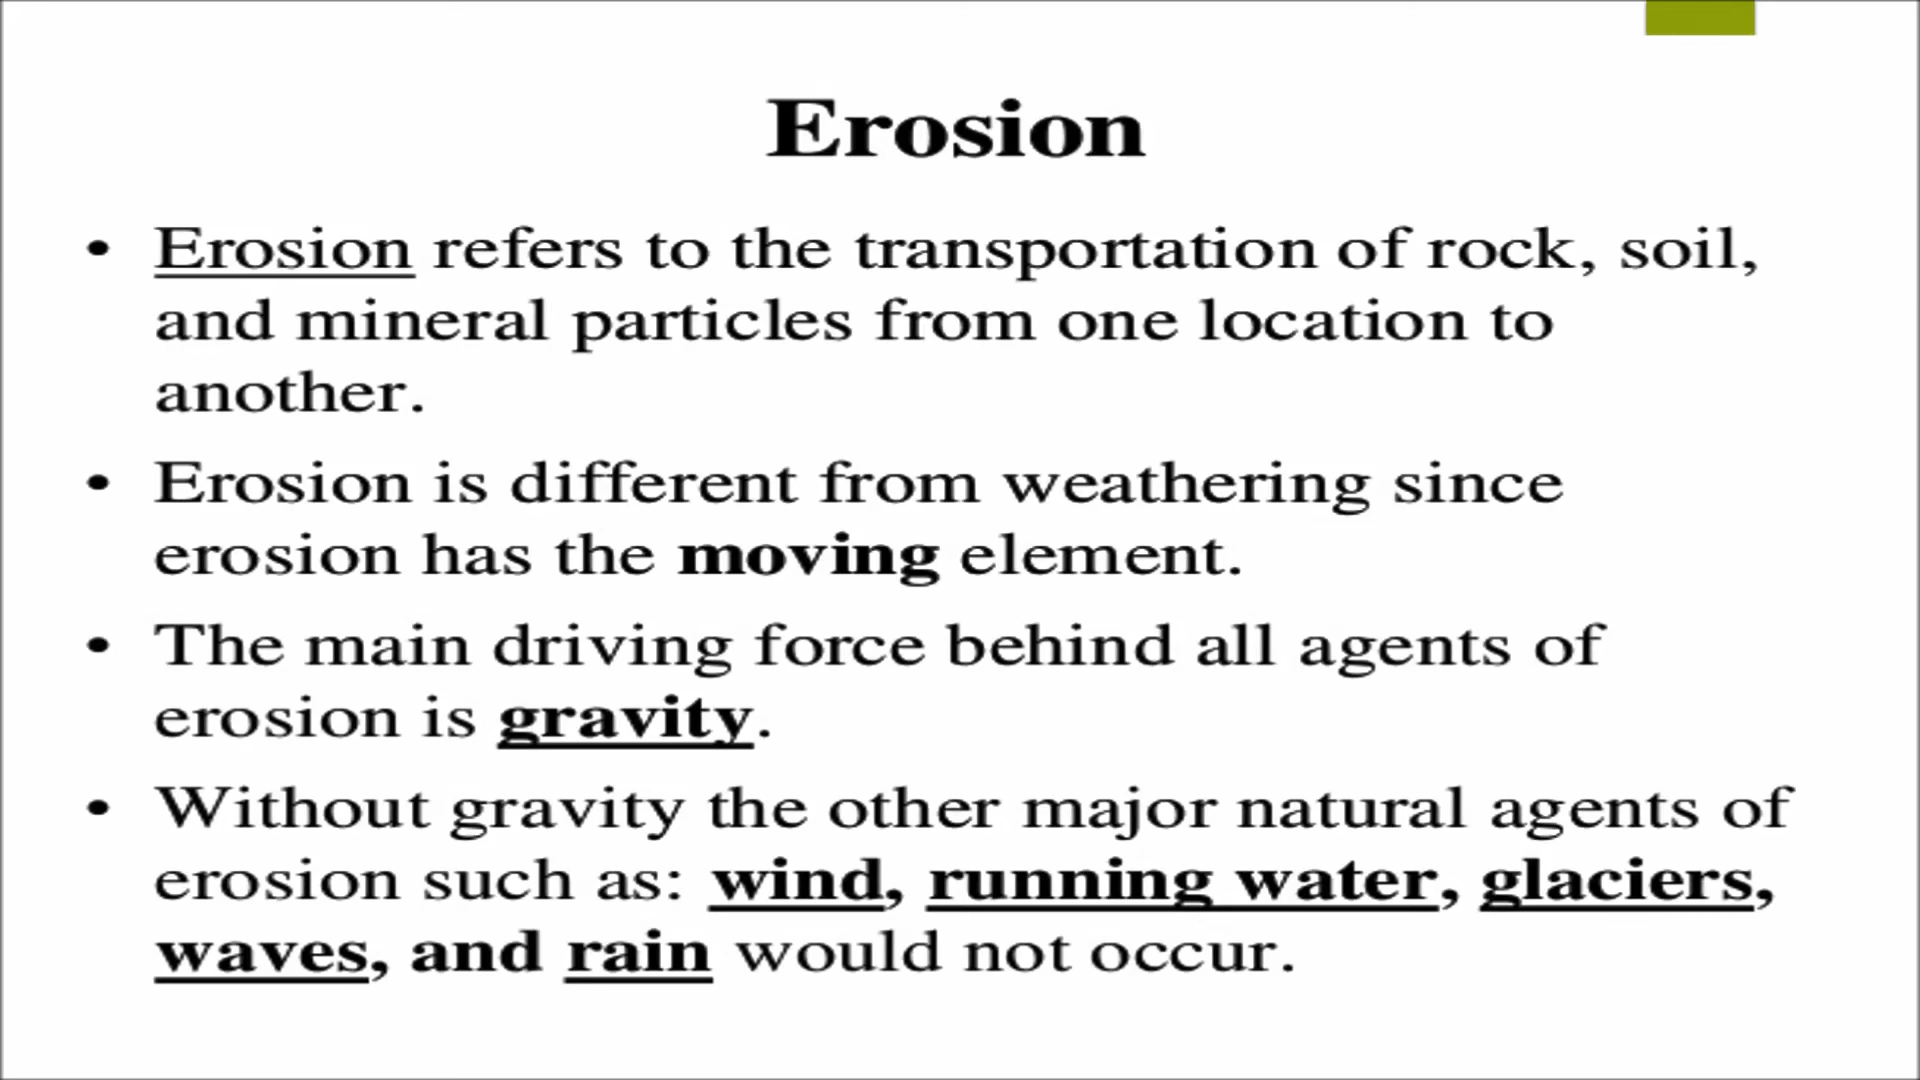 Erosion
• Erosion refers to the transportation of rock, soil,
and mineral particles from one location to
another.
• Erosion is different from weathering since
erosion has the moving element.
• The main driving force behind all agents of
erosion is gravity.
• Without gravity the other major natural agents of
erosion such as: wind, running water, glaciers,
waves, and rain would not occur.